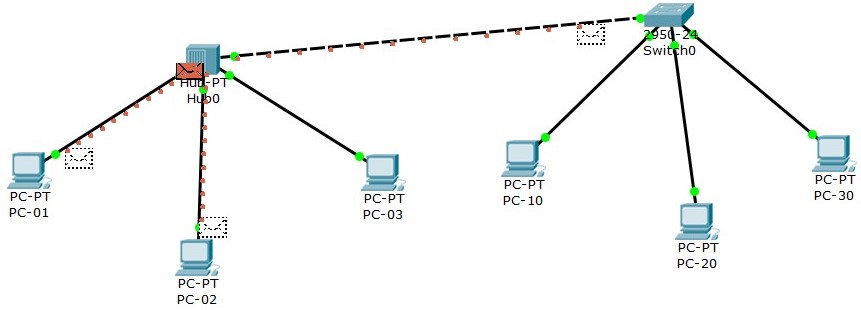 2950-24
Switch0
Hub-PT
Hub0
PC-PT
PC-01
PC-PT
PC-02
PC-PT
PC-03
PC-PT
PC-10
PC-PT
PC-20
PC-PT
PC-30